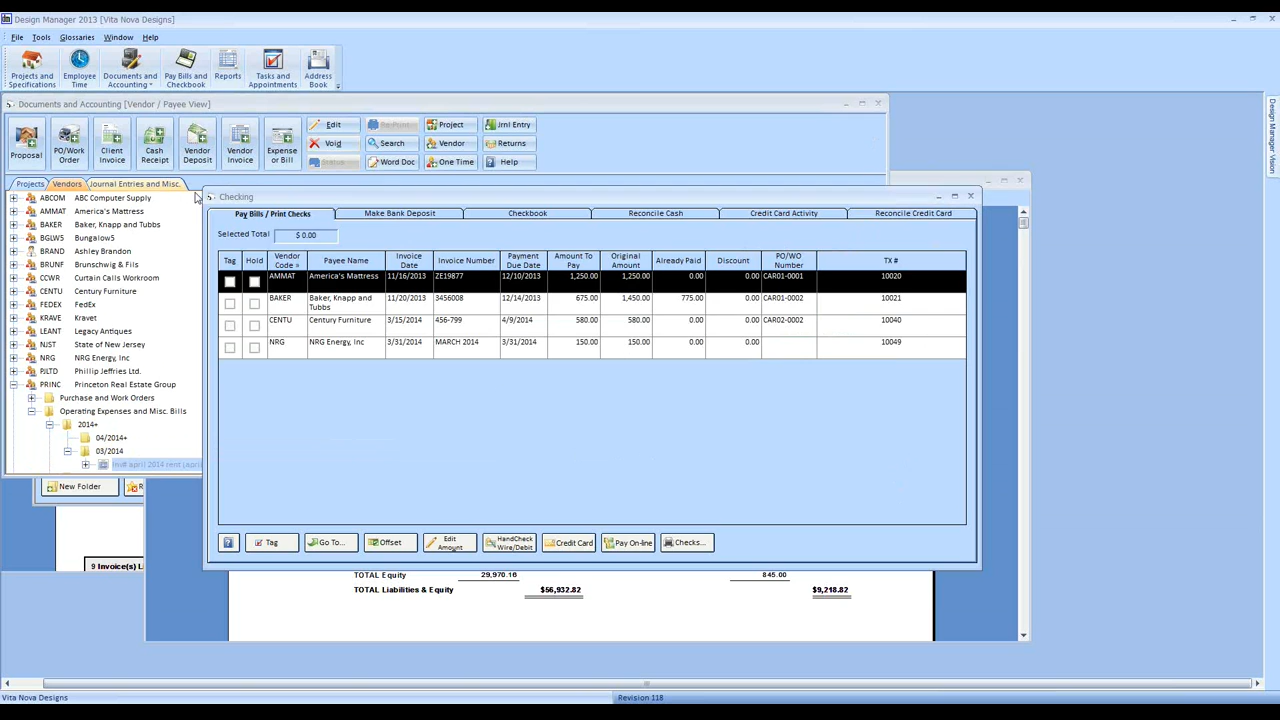 Design Manager 2013 [Vita Nova Designs]
File Tools Glossaries Window Help
Projects and Specifications
Employee Time
Documents and Accounting
Pay Bills and Checkbook
Reports
Tasks and Appointments
Address Book
Documents and Accounting [Vendor / Payee View]
Design Manager Vision
Proposal
PO/Work Order
Client Invoice
Cash Receipt
Vendor Deposit
Vendor Invoice
Expense or Bill
Edit Re-Print Project Jrnl Entry
Void Search Vendor Returns
Status Word Doc One Time Help
Projects Vendors Journal Entries and Misc.
ABCOM ABC Computer Supply
AMMAT America's Mattress
BAKER Baker, Knapp and Tubbs
BGLW5 Bungalow5
BRAND Ashley Brandon
BRUNF Brunschwig & Fils
CCWR Curtain Calls Workroom
CENTU Century Furniture
FEDEX FedEx
KRAVE Kravet
LEANT Legacy Antiques
NJST State of New Jersey
NRG NRG Energy, Inc
PJLTD Phillip Jeffries Ltd.
PRINC Princeton Real Estate Group
Purchase and Work Orders
Operating Expenses and Misc. Bills
2014+
04/2014+
03/2014
Inv# april 2014 rent (apri
New Folder
9 Invoice(s) Li
Checking
Pay Bills / Print Checks Make Bank Deposit Checkbook Reconcile Cash Credit Card Activity Reconcile Credit Card
Selected Total $ 0.00
Tag Hold Vendor Code Payee Name Invoice Date Invoice Number Payment Due Date Amount To Pay Original Amount Already Paid Discount PO/WO Number TX #
AMMAT America's Mattress 11/16/2013 ZE19877 12/10/2013 1,250.00 1,250.00 0.00 0.00 CAR01-0001 10020
BAKER Baker, Knapp and Tubbs 11/20/2013 3456008 12/14/2013 675.00 1,450.00 775.00 0.00 CAR01-0002 10021
CENTU Century Furniture 3/15/2014 456-799 4/9/2014 580.00 580.00 0.00 0.00 CAR02-0002 10040
NRG NRG Energy, Inc 3/31/2014 MARCH 2014 3/31/2014 150.00 150.00 0.00 0.00 10049
Tag Go To... Offset Edit Amount HandCheck Wire/Debit Credit Card Pay On-line Checks...
TOTAL Equity 29,970.16 845.00
TOTAL Liabilities & Equity $56,932.82 $9,218.82
Vita Nova Designs Revision 118